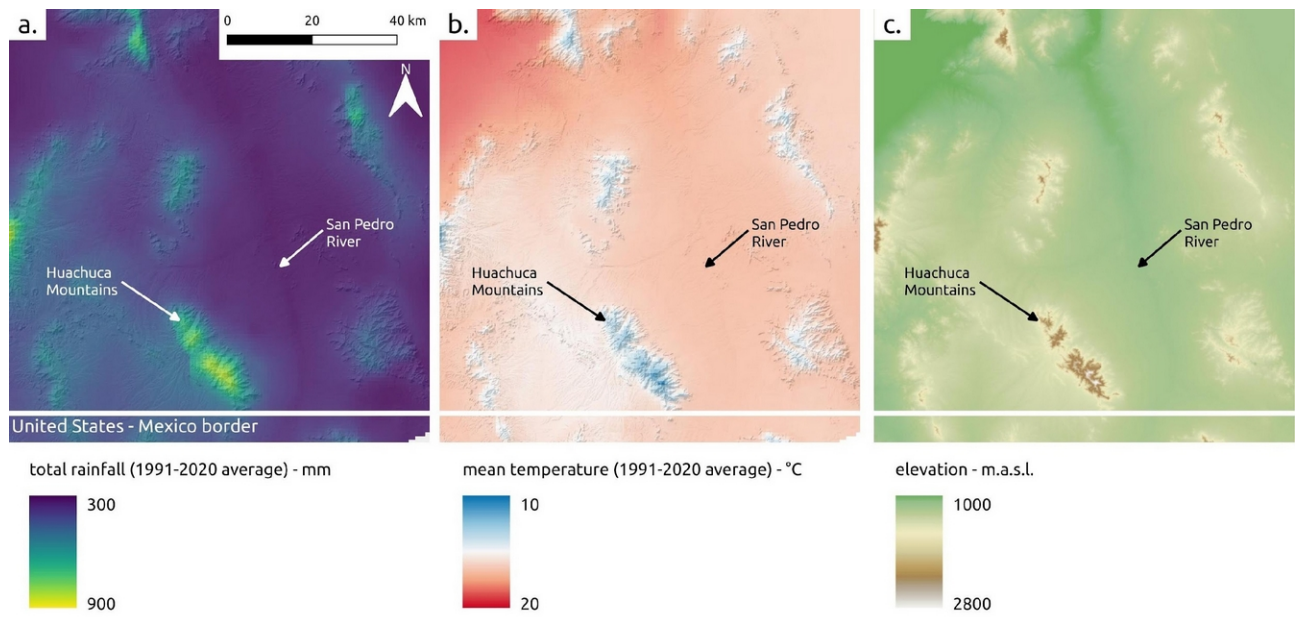 a.
0 20 40 km
N
San Pedro
River
Huachuca
Mountains
United States - Mexico border
total rainfall (1991-2020 average) - mm
300
900
b.
San Pedro
River
Huachuca
Mountains
mean temperature (1991-2020 average) - °C
10
20
c.
San Pedro
River
Huachuca
Mountains
elevation - m.a.s.l.
1000
2800